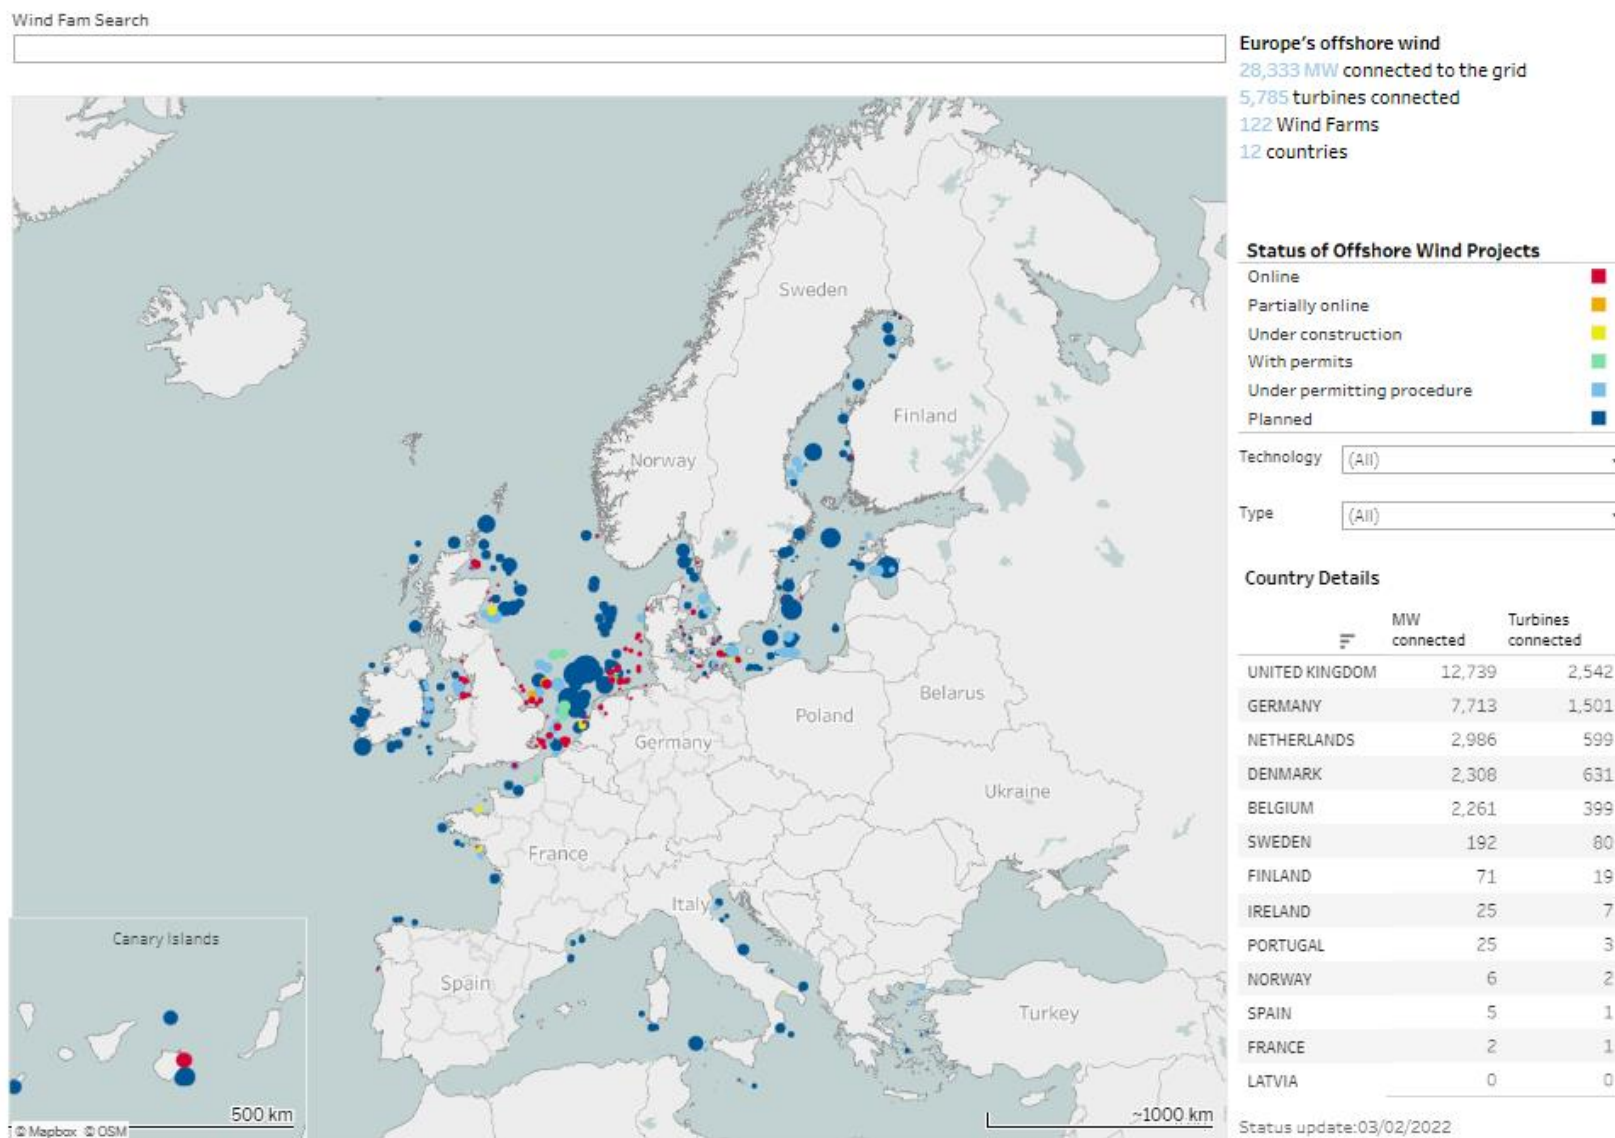 Wind Fam Search
Europe's offshore wind
28,333 MW connected to the grid
5,785 turbines connected
122 Wind Farms
12 countries
Status of Offshore Wind Projects
Online
Partially online
Under construction
With permits
Under permitting procedure
Planned
Technology (All)
Type (All)
Country Details
MW connected Turbines connected
UNITED KINGDOM 12,739 2,542
GERMANY 7,713 1,501
NETHERLANDS 2,986 599
DENMARK 2,308 631
BELGIUM 2,261 399
SWEDEN 192 80
FINLAND 71 19
IRELAND 25 7
PORTUGAL 25 3
NORWAY 6 2
SPAIN 5 1
FRANCE 2 1
LATVIA 0 0
Status update:03/02/2022
Sweden
Finland
Norway
Belarus
Poland
Germany
Ukraine
France
Italy
Spain
Turkey
Canary Islands
500 km
~1000 km
© Mapbox © OSM